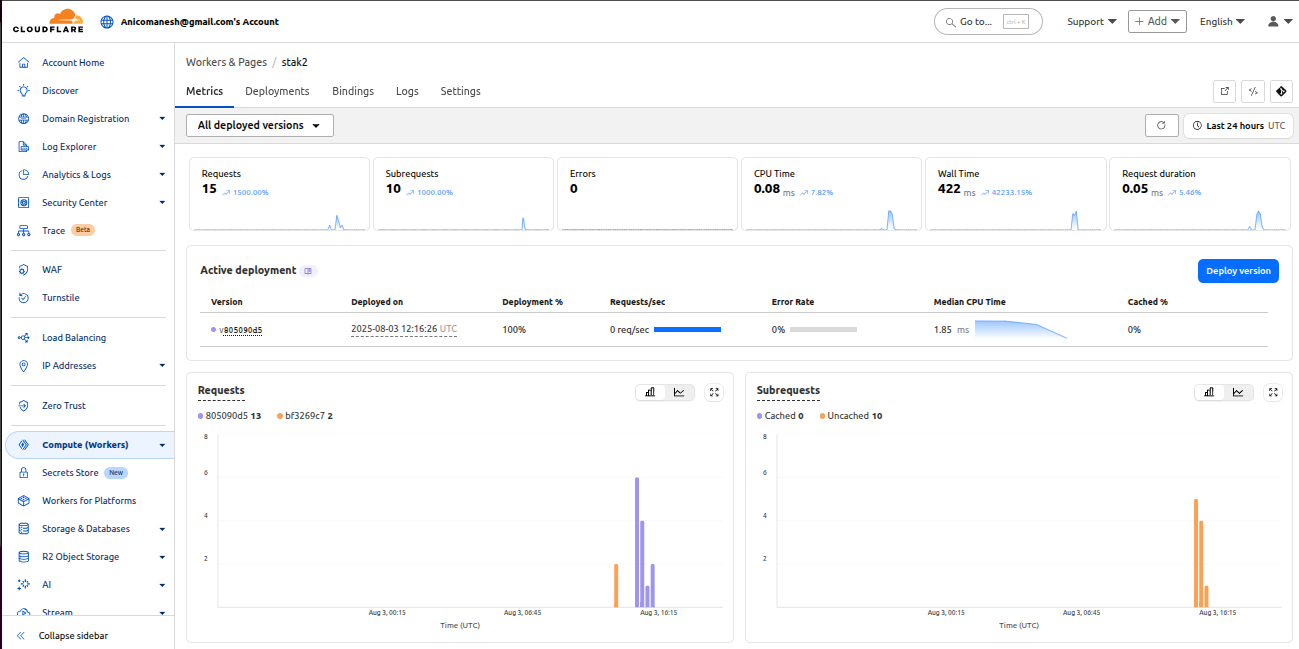 CLOUDFLARE
Anicomanesh@gmail.com's Account
Go to... ctrl + K
Support
+ Add
English
Account Home
Discover
Domain Registration
Log Explorer
Analytics & Logs
Security Center
Trace Beta
WAF
Turnstile
Load Balancing
IP Addresses
Zero Trust
Compute (Workers)
Secrets Store New
Workers for Platforms
Storage & Databases
R2 Object Storage
AI
Stream
Collapse sidebar
Workers & Pages / stak2
Metrics Deployments Bindings Logs Settings
All deployed versions
Last 24 hours UTC
Requests
15 1500.00%
Subrequests
10 1000.00%
Errors
0
CPU Time
0.08 ms 7.82%
Wall Time
422 ms 42233.15%
Request duration
0.05 ms 5.46%
Active deployment
Deploy version
Version Deployed on Deployment % Requests/sec Error Rate Median CPU Time Cached %
v805090d5 2025-08-03 12:16:26 UTC 100% 0 req/sec 0% 1.85 ms 0%
Requests
805090d5 13 bf3269c7 2
8
6
4
2
Aug 3, 00:15 Aug 3, 06:45 Aug 3, 16:15
Time (UTC)
Subrequests
Cached 0 Uncached 10
8
6
4
2
Aug 3, 00:15 Aug 3, 06:45 Aug 3, 16:15
Time (UTC)